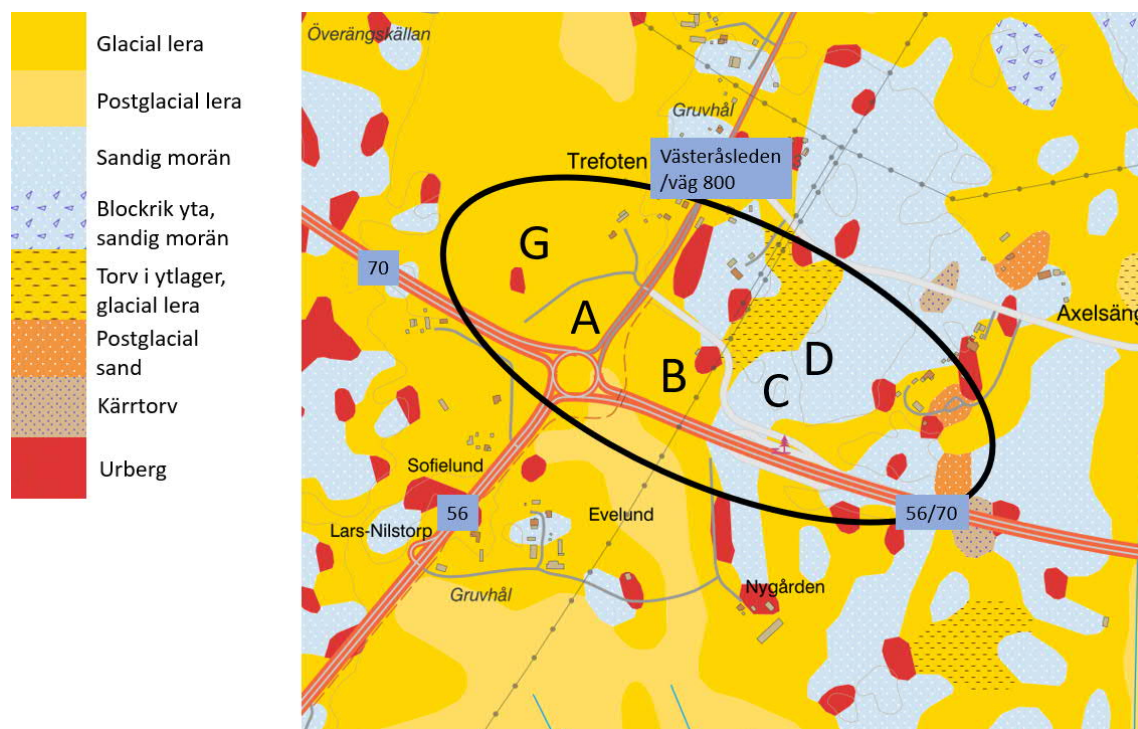 Glacial lera
Postglacial lera
Sandig morän
Blockrik yta,
sandig morän
Torv i ytlager,
glacial lera
Postglacial
sand
Kärrtorv
Urberg
Överängskällan
Gruvhål
Trefoten
Västeråsleden
/väg 800
G
70
A
Axelsäng
B
D
C
Sofielund
56
Evelund
56/70
Lars-Nilstorp
Gruvhål
Nygården